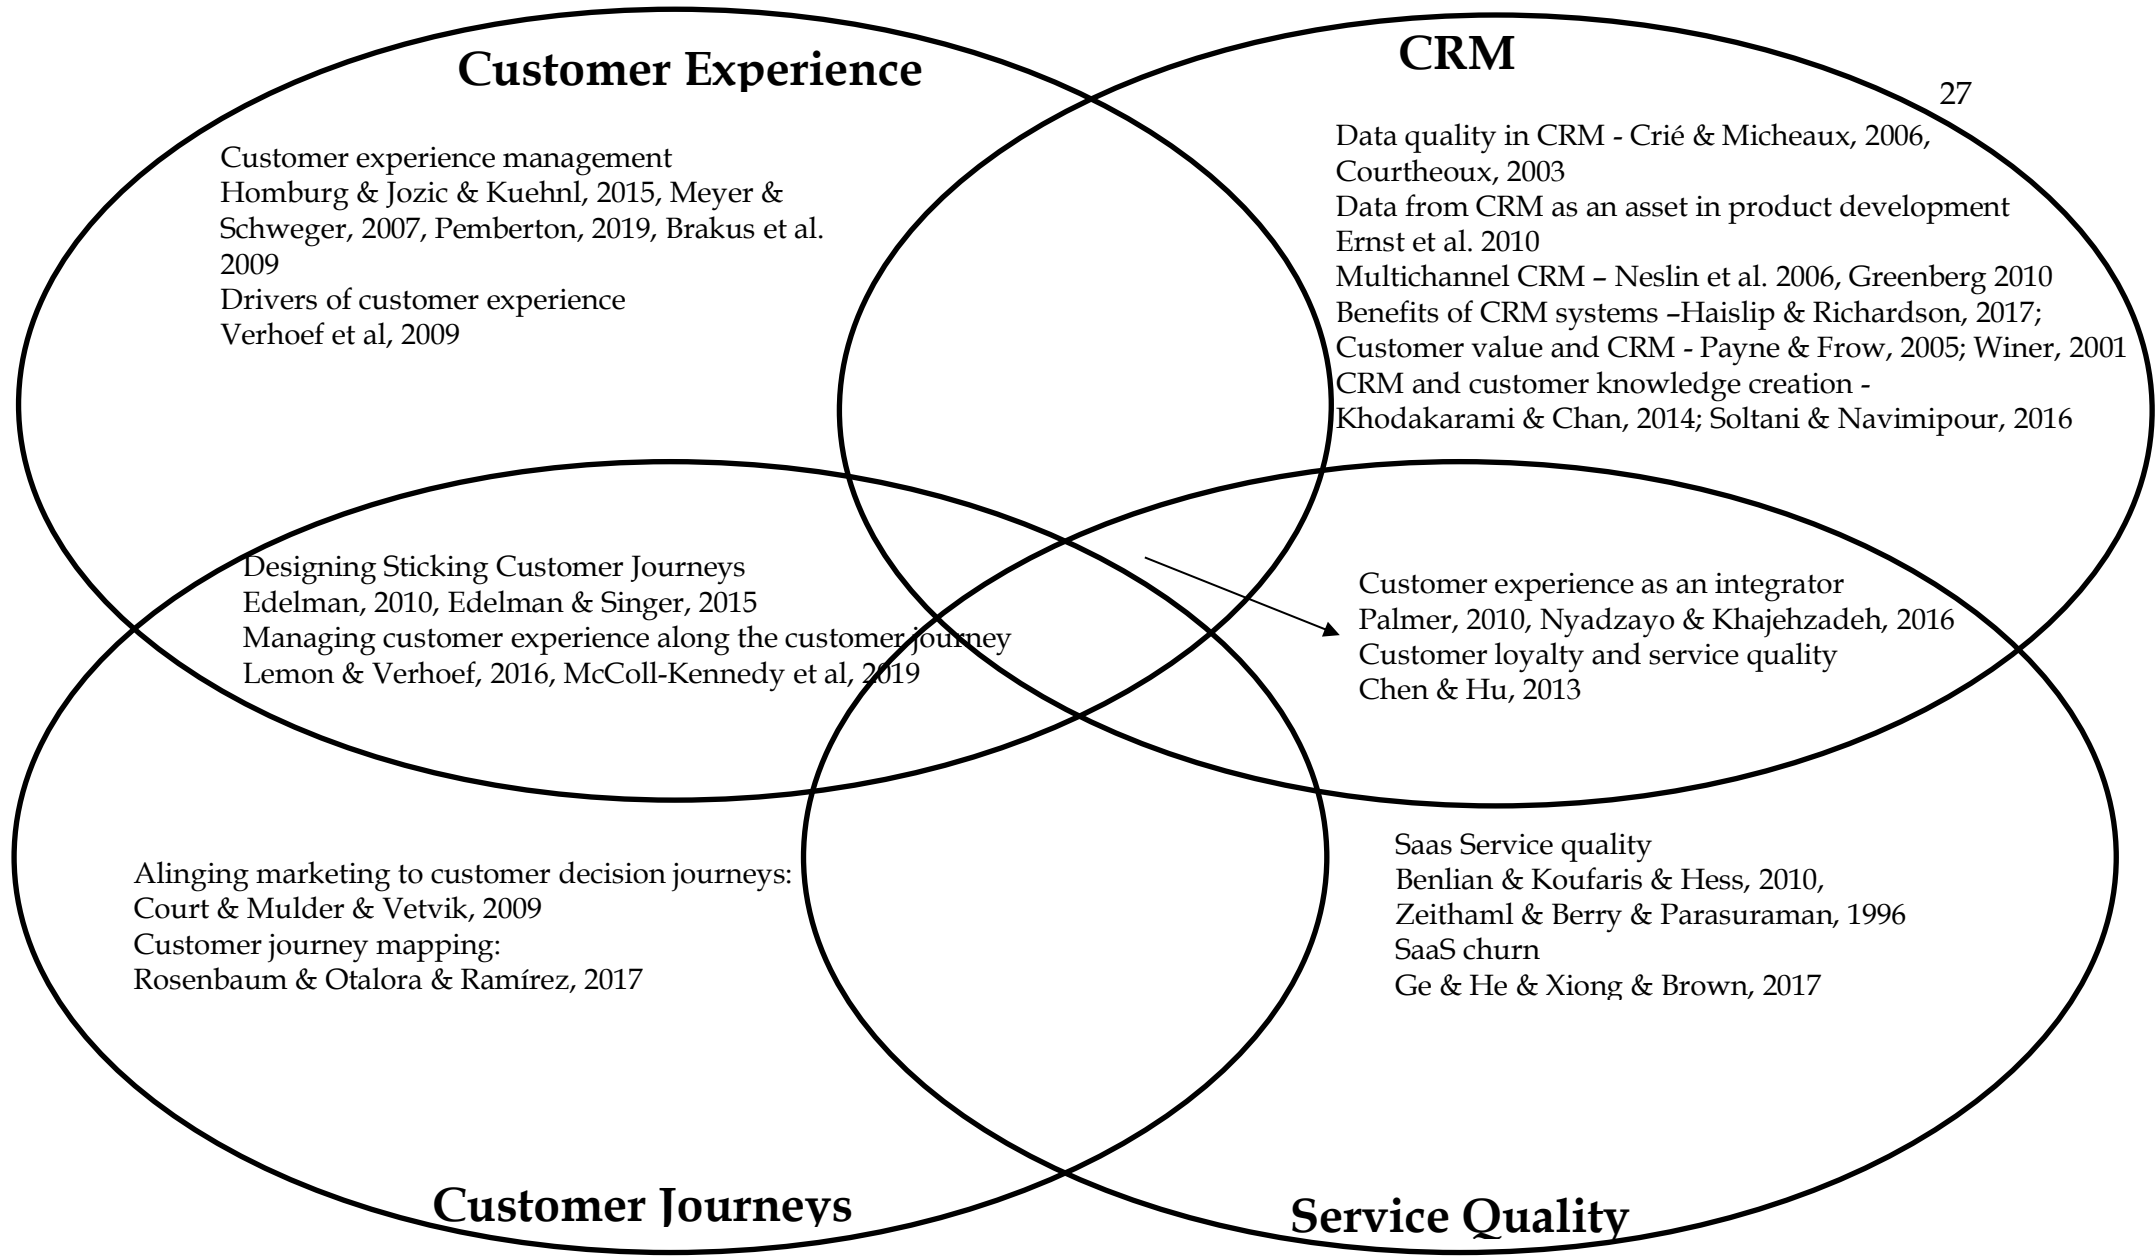 Customer Experience
CRM
27
Customer experience management
Homburg & Jozic & Kuehnl, 2015, Meyer &
Schweger, 2007, Pemberton, 2019, Brakus et al.
2009
Drivers of customer experience
Verhoef et al, 2009
Data quality in CRM - Crié & Micheaux, 2006,
Courtheoux, 2003
Data from CRM as an asset in product development
Ernst et al. 2010
Multichannel CRM – Neslin et al. 2006, Greenberg 2010
Benefits of CRM systems –Haislip & Richardson, 2017;
Customer value and CRM - Payne & Frow, 2005; Winer, 2001
CRM and customer knowledge creation -
Khodakarami & Chan, 2014; Soltani & Navimipour, 2016
Designing Sticking Customer Journeys
Edelman, 2010, Edelman & Singer, 2015
Managing customer experience along the customer journey
Lemon & Verhoef, 2016, McColl-Kennedy et al, 2019
Customer experience as an integrator
Palmer, 2010, Nyadzayo & Khajehzadeh, 2016
Customer loyalty and service quality
Chen & Hu, 2013
Alinging marketing to customer decision journeys:
Court & Mulder & Vetvik, 2009
Customer journey mapping:
Rosenbaum & Otalora & Ramírez, 2017
Saas Service quality
Benlian & Koufaris & Hess, 2010,
Zeithaml & Berry & Parasuraman, 1996
SaaS churn
Ge & He & Xiong & Brown, 2017
Customer Journeys
Service Quality